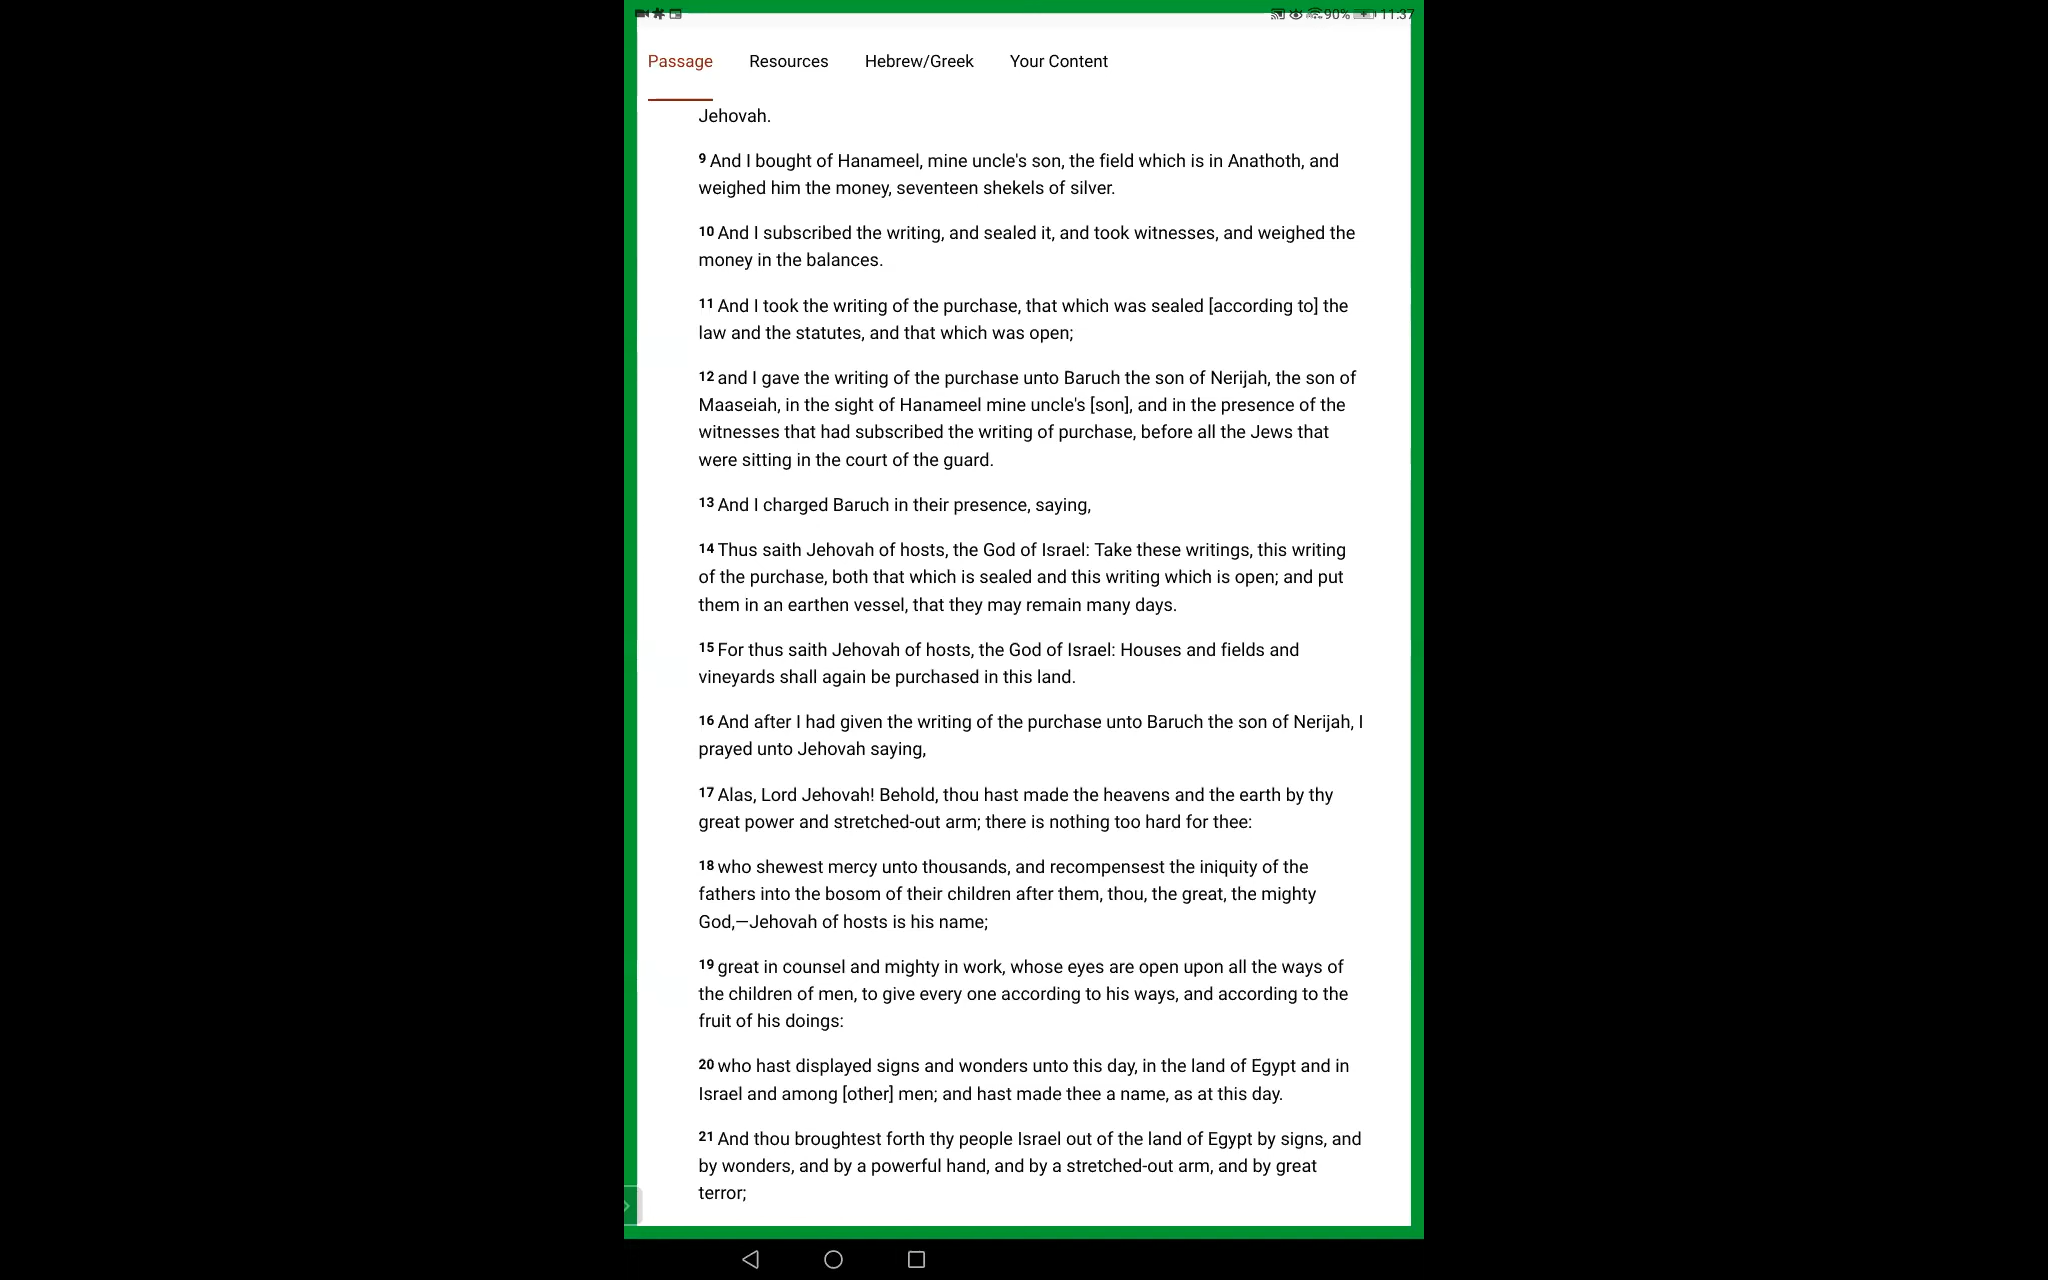 90% 11:37
Passage Resources Hebrew/Greek Your Content
Jehovah.
9 And I bought of Hanameel, mine uncle's son, the field which is in Anathoth, and
weighed him the money, seventeen shekels of silver.
10 And I subscribed the writing, and sealed it, and took witnesses, and weighed the
money in the balances.
11 And I took the writing of the purchase, that which was sealed [according to] the
law and the statutes, and that which was open;
12 and I gave the writing of the purchase unto Baruch the son of Nerijah, the son of
Maaseiah, in the sight of Hanameel mine uncle's [son], and in the presence of the
witnesses that had subscribed the writing of purchase, before all the Jews that
were sitting in the court of the guard.
13 And I charged Baruch in their presence, saying,
14 Thus saith Jehovah of hosts, the God of Israel: Take these writings, this writing
of the purchase, both that which is sealed and this writing which is open; and put
them in an earthen vessel, that they may remain many days.
15 For thus saith Jehovah of hosts, the God of Israel: Houses and fields and
vineyards shall again be purchased in this land.
16 And after I had given the writing of the purchase unto Baruch the son of Nerijah, I
prayed unto Jehovah saying,
17 Alas, Lord Jehovah! Behold, thou hast made the heavens and the earth by thy
great power and stretched-out arm; there is nothing too hard for thee:
18 who shewest mercy unto thousands, and recompensest the iniquity of the
fathers into the bosom of their children after them, thou, the great, the mighty
God,—Jehovah of hosts is his name;
19 great in counsel and mighty in work, whose eyes are open upon all the ways of
the children of men, to give every one according to his ways, and according to the
fruit of his doings:
20 who hast displayed signs and wonders unto this day, in the land of Egypt and in
Israel and among [other] men; and hast made thee a name, as at this day.
21 And thou broughtest forth thy people Israel out of the land of Egypt by signs, and
by wonders, and by a powerful hand, and by a stretched-out arm, and by great
terror;